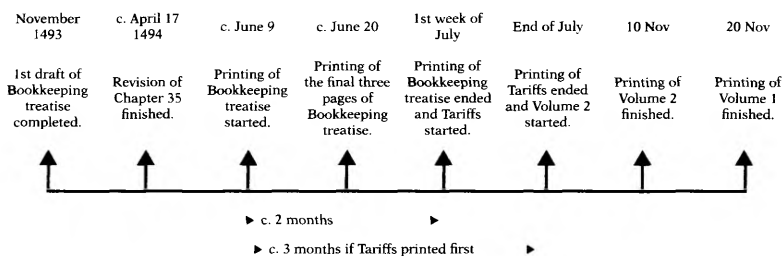 November
1493
c. April 17
1494
c. June 9
c. June 20
1st week of
July
End of July
10 Nov
20 Nov
1st draft of
Bookkeeping
treatise
completed.
Revision of
Chapter 35
finished.
Printing of
Bookkeeping
treatise
started.
Printing of
the final three
pages of
Bookkeeping
treatise.
Printing of
Bookkeeping
treatise ended
and Tariffs
started.
Printing of
Tariffs ended
and Volume 2
started.
Printing of
Volume 2
finished.
Printing of
Volume 1
finished.
c. 2 months
c. 3 months if Tariffs printed first